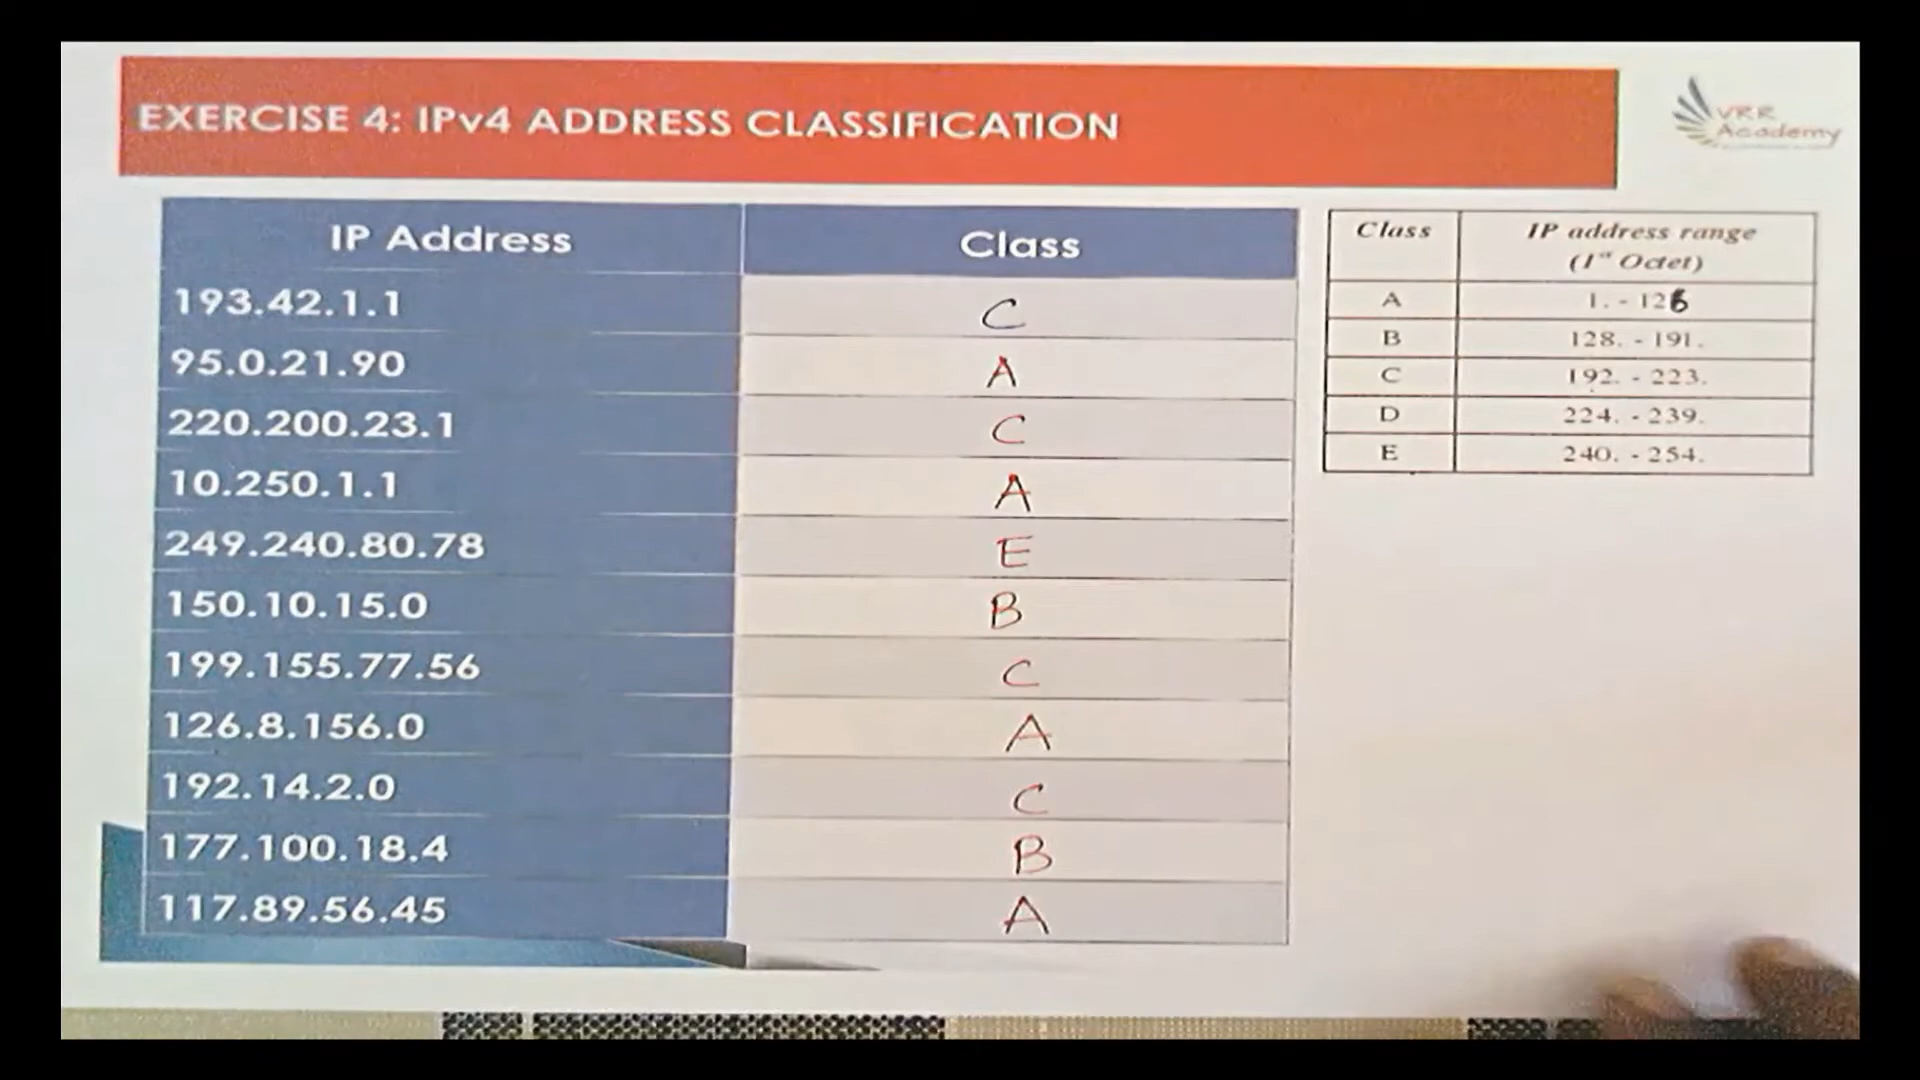 EXERCISE 4: IPv4 ADDRESS CLASSIFICATION
VRR
Academy
IP Address Class
193.42.1.1 C
95.0.21.90 A
220.200.23.1 C
10.250.1.1 A
249.240.80.78 E
150.10.15.0 B
199.155.77.56 C
126.8.156.0 A
192.14.2.0 C
177.100.18.4 B
117.89.56.45 A
Class IP address range
(1st Octet)
A 1. - 126
B 128. - 191.
C 192. - 223.
D 224. - 239.
E 240. - 254.